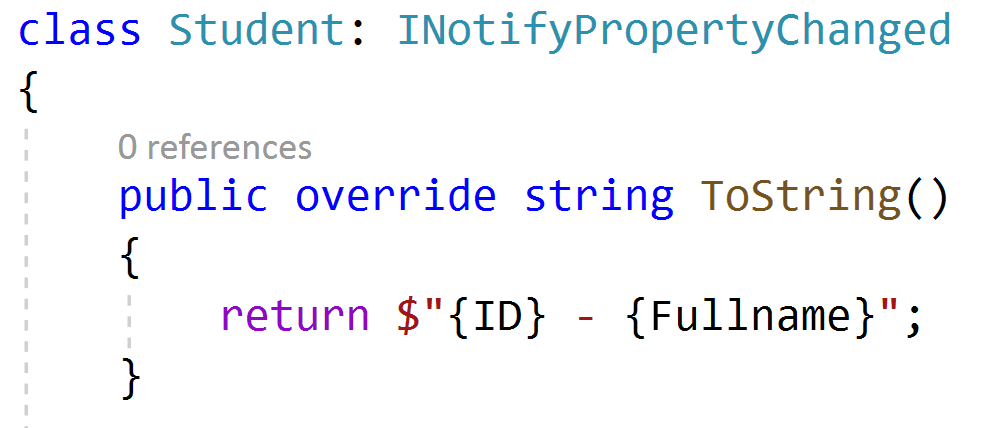 class Student: INotifyPropertyChanged
{
0 references
public override string ToString()
{
return $"{ID} - {Fullname}";
}